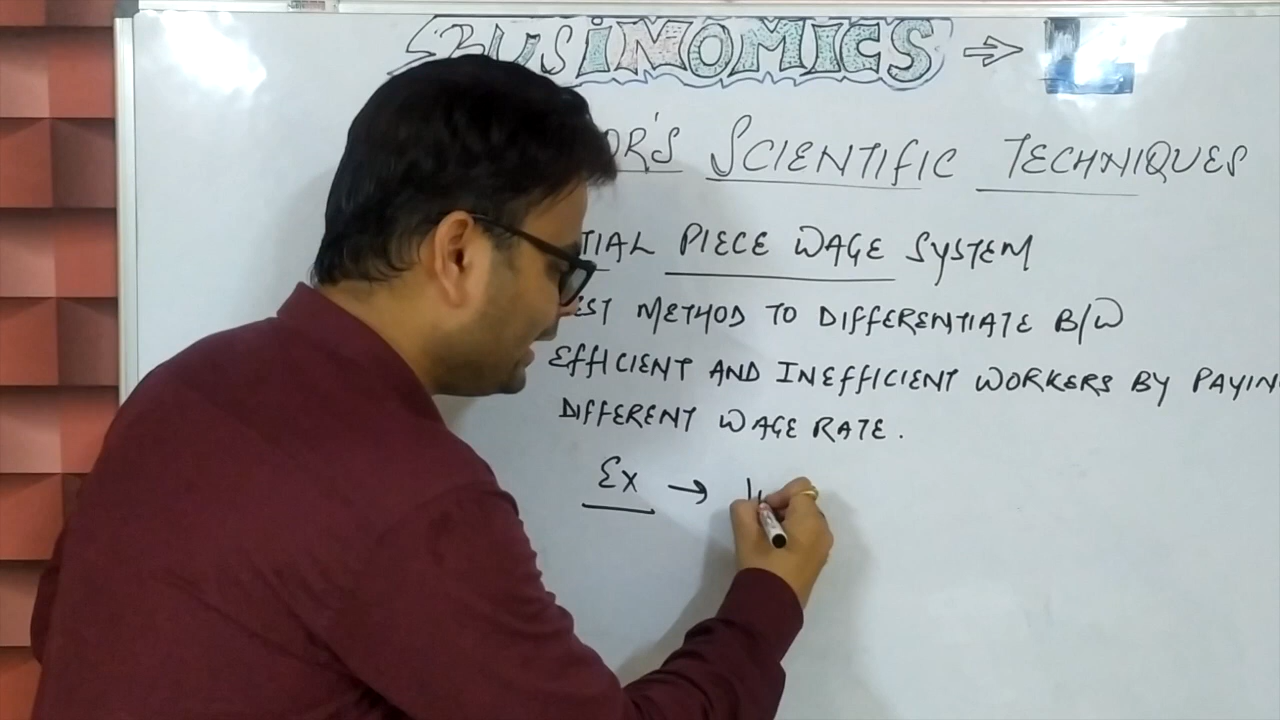 BUSINOMICS → L
OR'S SCIENTIFIC TECHNIQUES
TIAL PIECE WAGE SYSTEM
EST METHOD TO DIFFERENTIATE B/W
EFFICIENT AND INEFFICIENT WORKERS BY PAYIN
DIFFERENT WAGE RATE.
Ex →